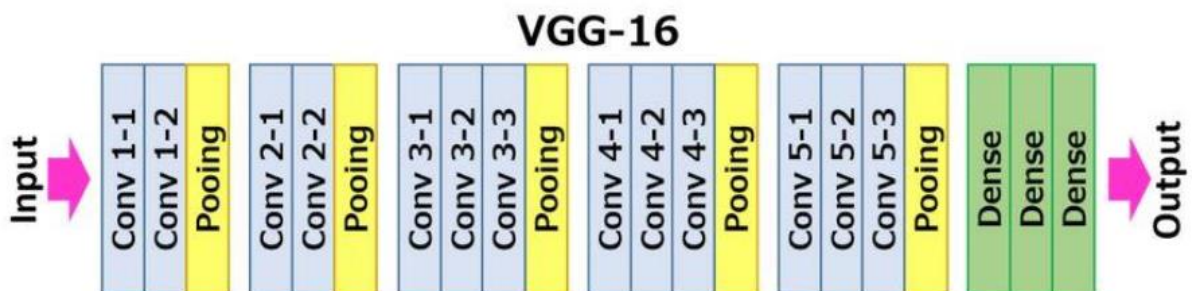 VGG-16
Input
Conv 1-1
Conv 1-2
Pooing
Conv 2-1
Conv 2-2
Pooing
Conv 3-1
Conv 3-2
Conv 3-3
Pooing
Conv 4-1
Conv 4-2
Conv 4-3
Pooing
Conv 5-1
Conv 5-2
Conv 5-3
Pooing
Dense
Dense
Dense
Output